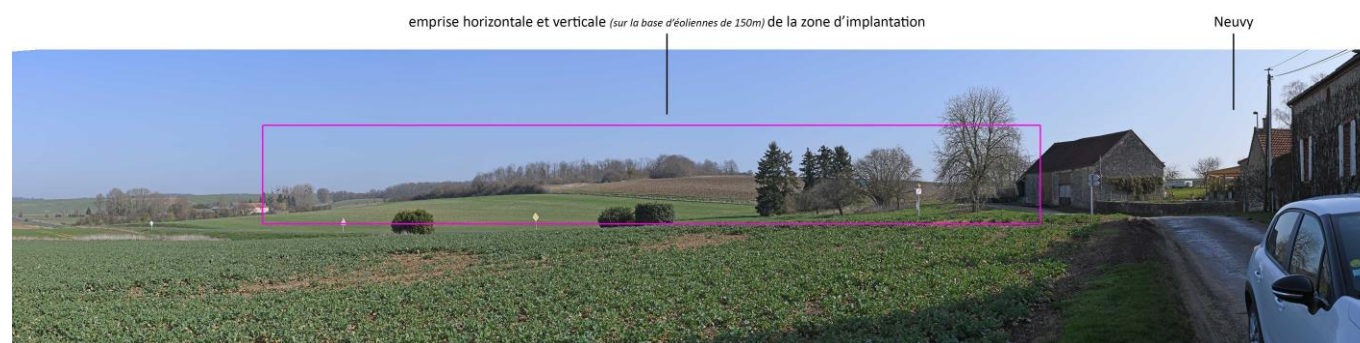 emprise horizontale et verticale (sur la base d'éoliennes de 150m) de la zone d'implantation
Neuvy